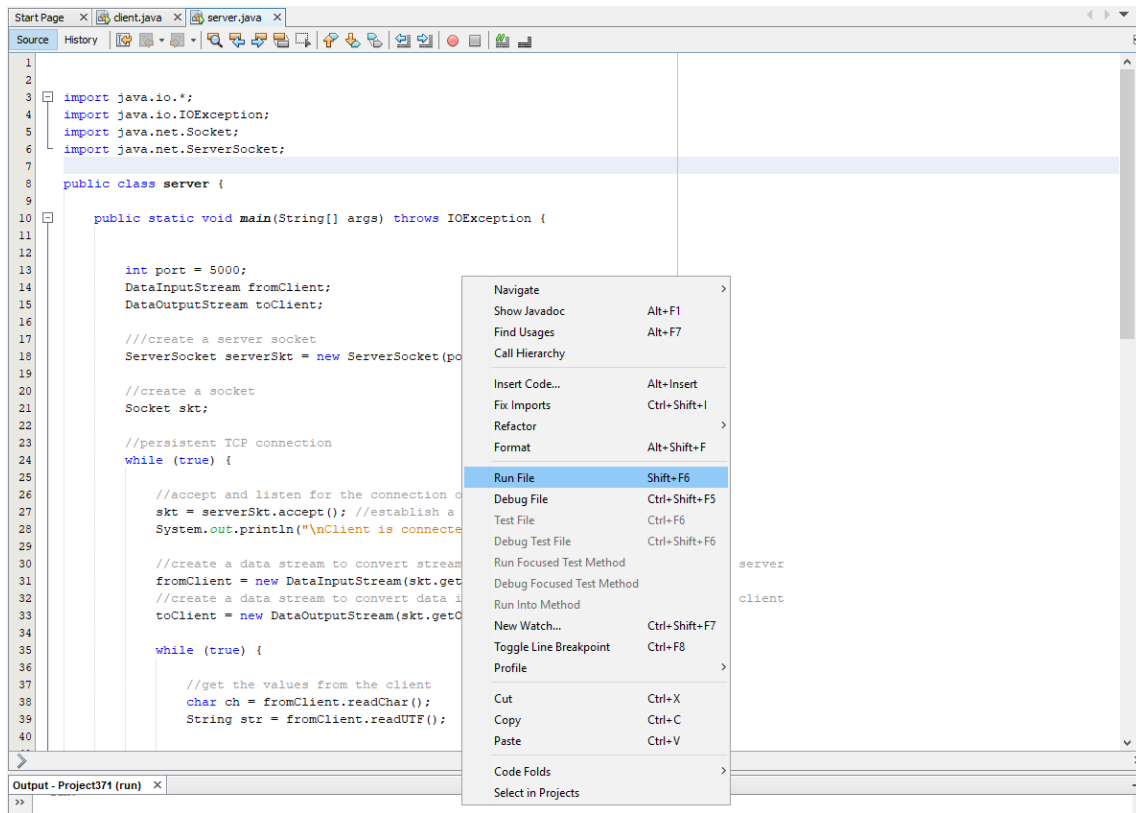 Start Page client.java server.java
Source History
1
2
3 import java.io.*;
4 import java.io.IOException;
5 import java.net.Socket;
6 import java.net.ServerSocket;
7
8 public class server {
9
10 public static void main(String[] args) throws IOException {
11
12
13 int port = 5000;
14 DataInputStream fromClient;
15 DataOutputStream toClient;
16
17 ///create a server socket
18 ServerSocket serverSkt = new ServerSocket(po
19
20 //create a socket
21 Socket skt;
22
23 //persistent TCP connection
24 while (true) {
25
26 //accept and listen for the connection o
27 skt = serverSkt.accept(); //establish a
28 System.out.println("\nClient is connecte
29
30 //create a data stream to convert stream server
31 fromClient = new DataInputStream(skt.get
32 //create a data stream to convert data i client
33 toClient = new DataOutputStream(skt.getO
34
35 while (true) {
36
37 //get the values from the client
38 char ch = fromClient.readChar();
39 String str = fromClient.readUTF();
40
Navigate
Show Javadoc Alt+F1
Find Usages Alt+F7
Call Hierarchy
Insert Code... Alt+Insert
Fix Imports Ctrl+Shift+I
Refactor
Format Alt+Shift+F
Run File Shift+F6
Debug File Ctrl+Shift+F5
Test File Ctrl+F6
Debug Test File Ctrl+Shift+F6
Run Focused Test Method
Debug Focused Test Method
Run Into Method
New Watch... Ctrl+Shift+F7
Toggle Line Breakpoint Ctrl+F8
Profile
Cut Ctrl+X
Copy Ctrl+C
Paste Ctrl+V
Code Folds
Select in Projects
Output - Project371 (run)